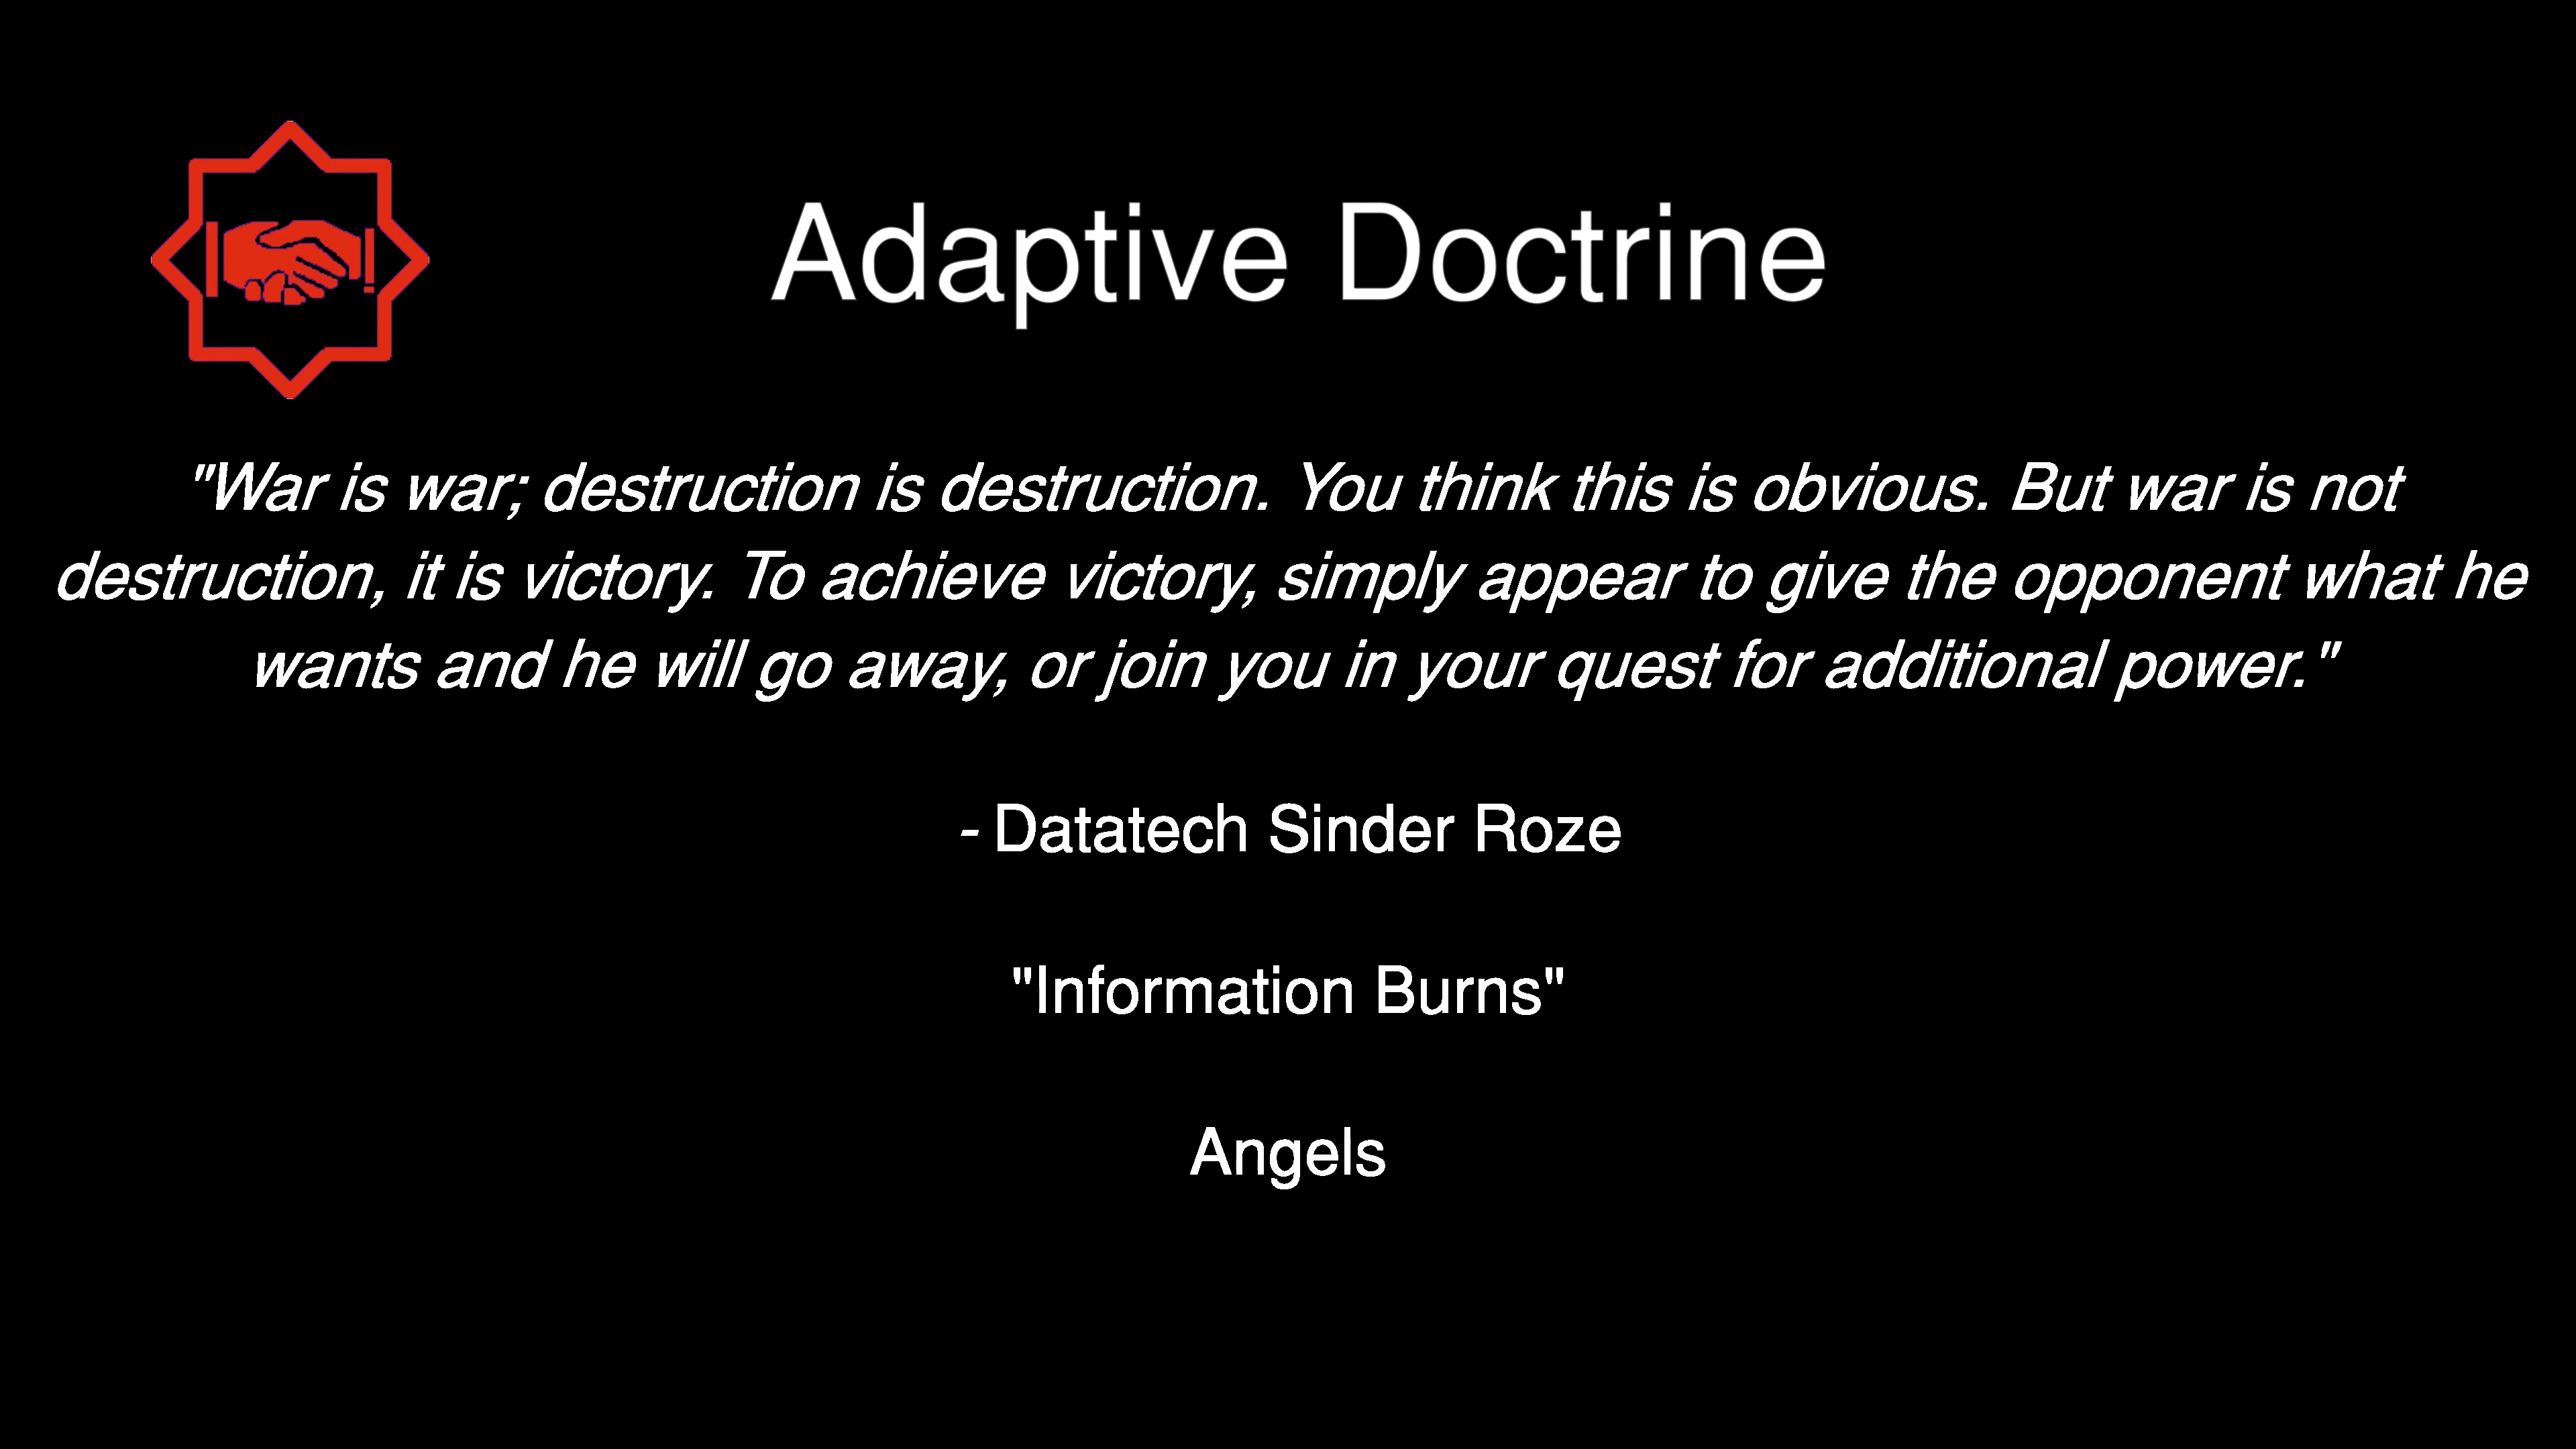 Adaptive Doctrine
"War is war; destruction is destruction. You think this is obvious. But war is not
destruction, it is victory. To achieve victory, simply appear to give the opponent what he
wants and he will go away, or join you in your quest for additional power."
- Datatech Sinder Roze
"Information Burns"
Angels